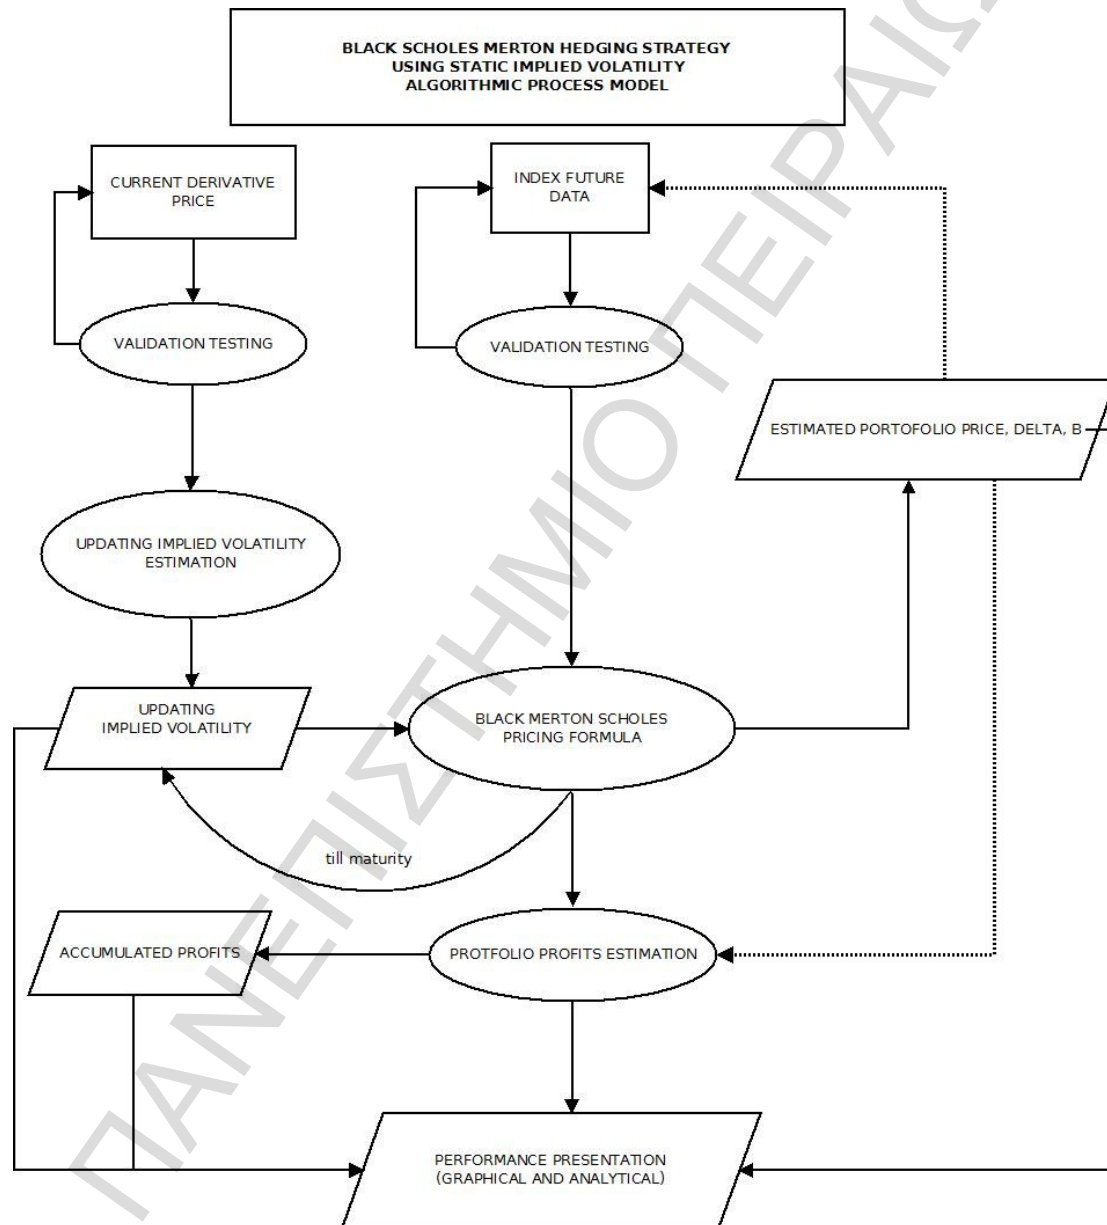 BLACK SCHOLES MERTON HEDGING STRATEGY
USING STATIC IMPLIED VOLATILITY
ALGORITHMIC PROCESS MODEL
CURRENT DERIVATIVE
PRICE
INDEX FUTURE
DATA
VALIDATION TESTING
VALIDATION TESTING
ESTIMATED PORTOFOLIO PRICE, DELTA, B
UPDATING IMPLIED VOLATILITY
ESTIMATION
UPDATING
IMPLIED VOLATILITY
BLACK MERTON SCHOLES
PRICING FORMULA
till maturity
ACCUMULATED PROFITS
PROTFOLIO PROFITS ESTIMATION
PERFORMANCE PRESENTATION
(GRAPHICAL AND ANALYTICAL)
ΠΑΝΕΠΙΣΤΗΜΙΟ ΠΕΙΡΑΙΩ